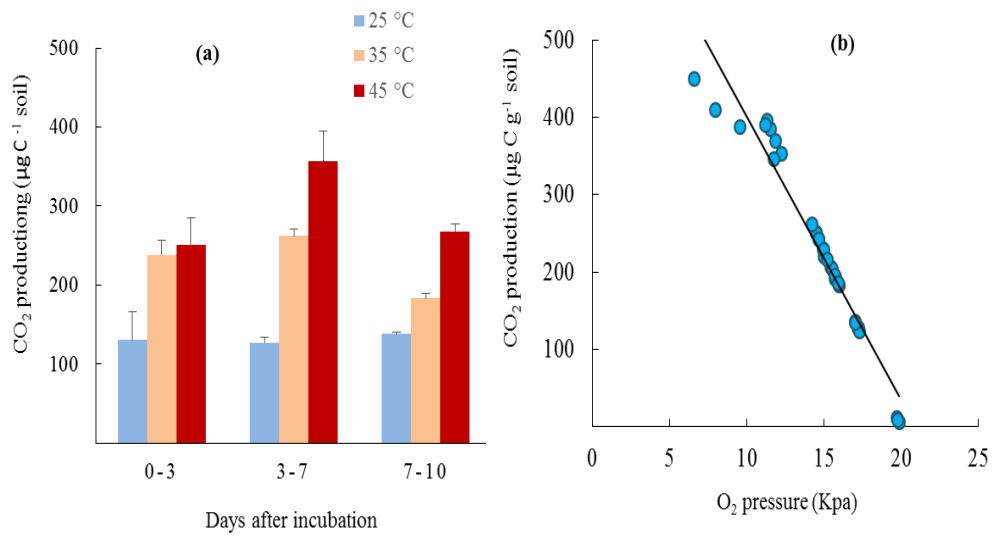 (a)
25 °C
35 °C
45 °C
CO2 productiong (µg C -1 soil)
500
400
300
200
100
0-3
3-7
7-10
Days after incubation
(b)
CO2 production (µg C g-1 soil)
500
400
300
200
100
0
5
10
15
20
25
O2 pressure (Kpa)